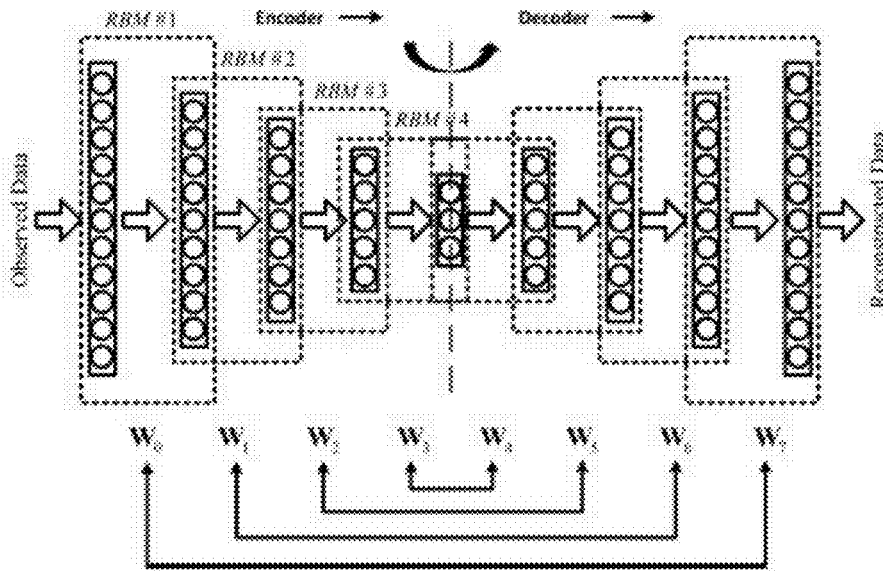 RBM #1
Encoder
Decoder
RBM #2
RBM #3
RBM #4
Observed Data
Reconstructed Data
W0 W1 W2 W3 W4 W5 W6 W7